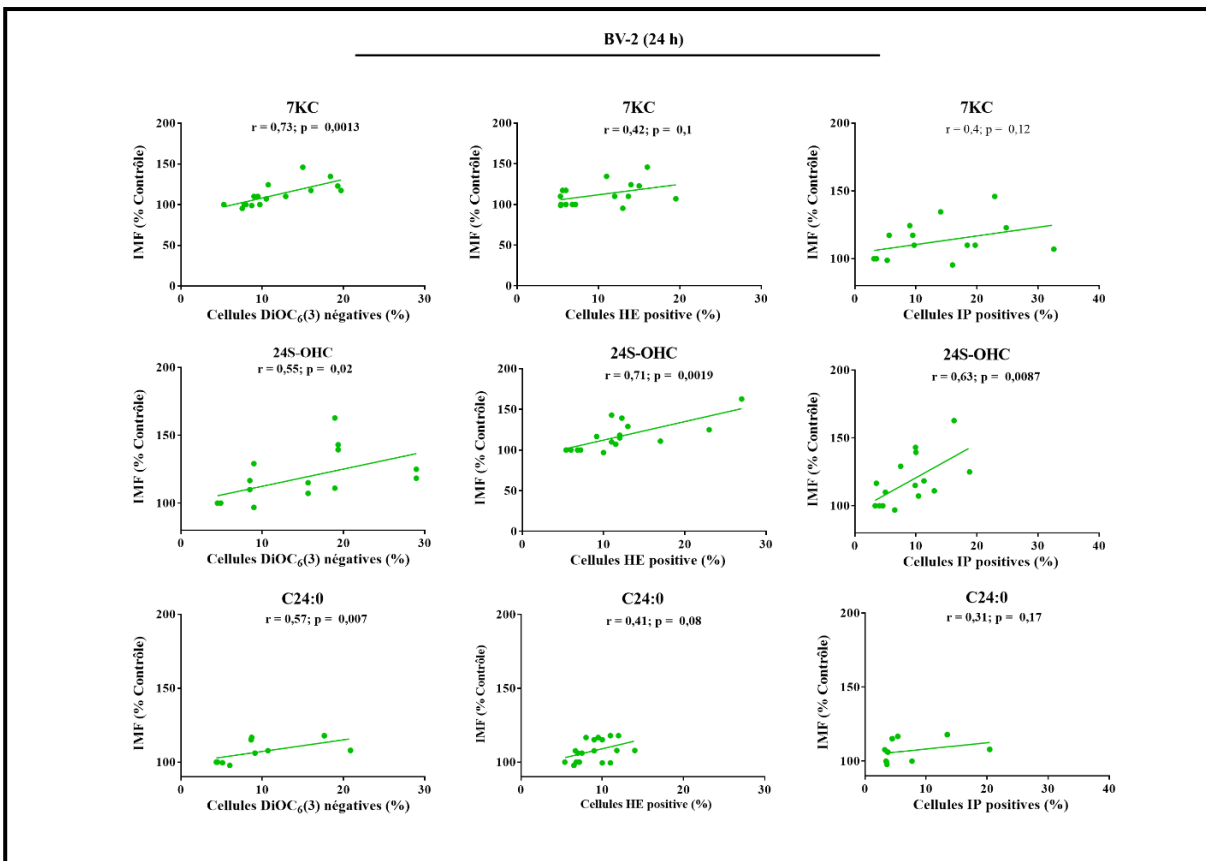 BV-2 (24 h)
7KC
r = 0,73; p = 0,0013
IMF (% Contrôle)
200
150
100
50
0
0 10 20 30
Cellules DiOC₆(3) négatives (%)
7KC
r = 0,42; p = 0,1
IMF (% Contrôle)
200
150
100
50
0
0 10 20 30
Cellules HE positive (%)
7KC
r = 0,4; p = 0,12
IMF (% Contrôle)
200
150
100
0 10 20 30 40
Cellules IP positives (%)
24S-OHC
r = 0,55; p = 0,02
IMF (% Contrôle)
200
150
100
0 10 20 30
Cellules DiOC₆(3) négatives (%)
24S-OHC
r = 0,71; p = 0,0019
IMF (% Contrôle)
200
150
100
50
0
0 10 20 30
Cellules HE positive (%)
24S-OHC
r = 0,63; p = 0,0087
IMF (% Contrôle)
200
150
100
0 10 20 30 40
Cellules IP positives (%)
C24:0
r = 0,57; p = 0,007
IMF (% Contrôle)
200
150
100
0 10 20 30
Cellules DiOC₆(3) négatives (%)
C24:0
r = 0,41; p = 0,08
IMF (% Contrôle)
200
150
100
0 10 20 30
Cellules HE positive (%)
C24:0
r = 0,31; p = 0,17
IMF (% Contrôle)
200
150
100
0 10 20 30 40
Cellules IP positives (%)